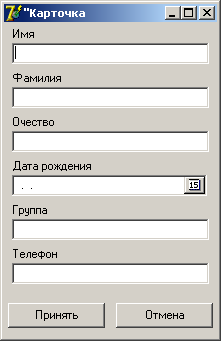 "Карточка
Имя
Фамилия
Очество
Дата рождения
. .
15
Группа
Телефон
Принять
Отмена